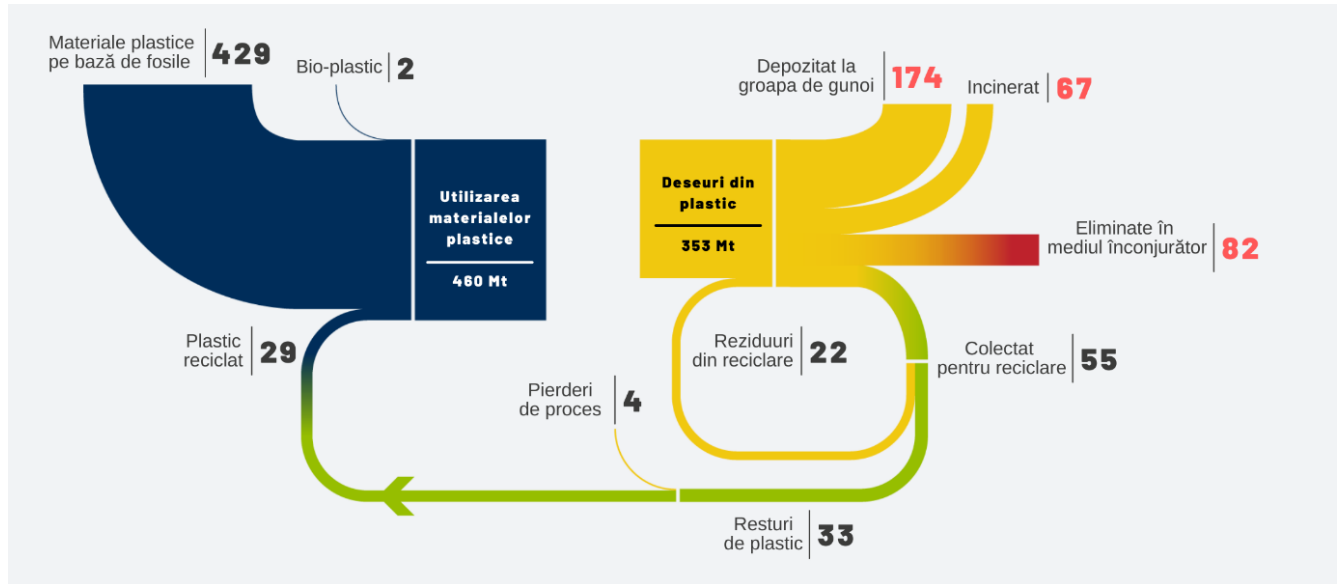 Materiale plastice
pe bază de fosile
429
Bio-plastic
2
Depozitat la
groapa de gunoi
174
Incinerat
67
Utilizarea
materialelor
plastice
460 Mt
Deseuri din
plastic
353 Mt
Eliminate în
mediul înconjurător
82
Plastic
reciclat
29
Reziduuri
din reciclare
22
Colectat
pentru reciclare
55
Pierderi
de proces
4
Resturi
de plastic
33